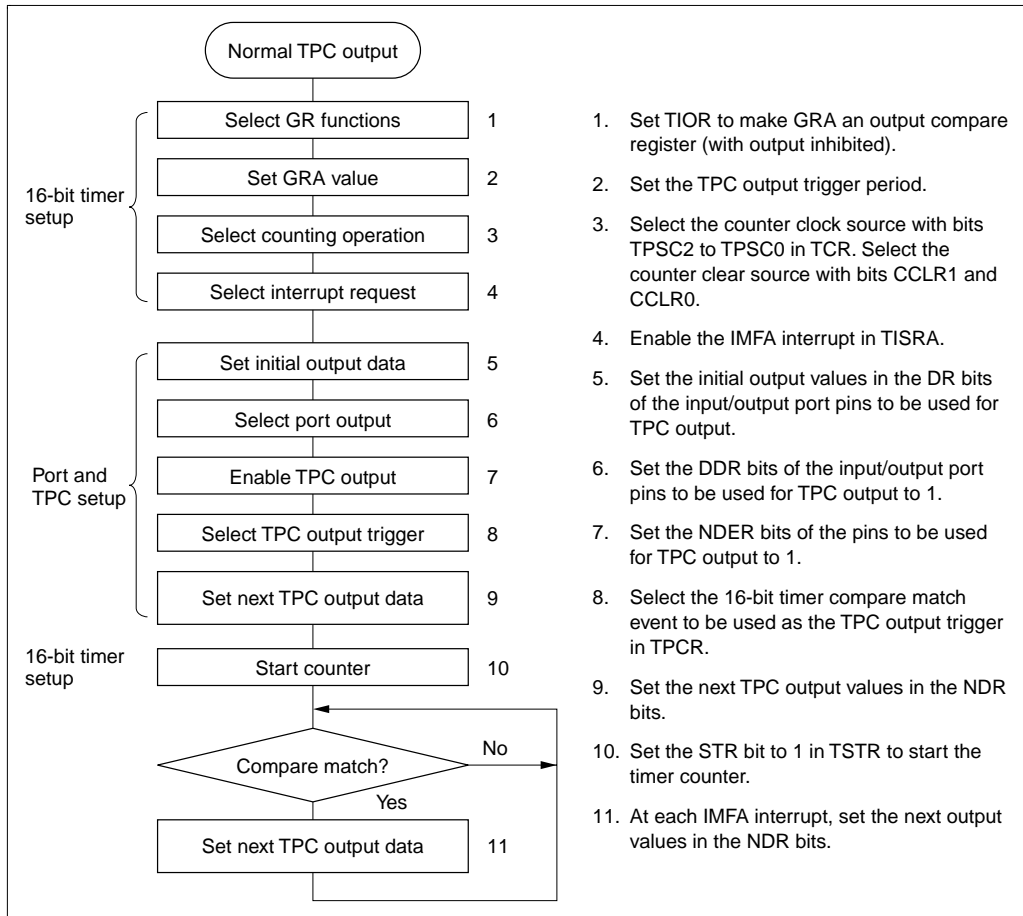 Normal TPC output
16-bit timer
setup
Select GR functions
1
Set GRA value
2
Select counting operation
3
Select interrupt request
4
Port and
TPC setup
Set initial output data
5
Select port output
6
Enable TPC output
7
Select TPC output trigger
8
Set next TPC output data
9
16-bit timer
setup
Start counter
10
Compare match?
No
Yes
Set next TPC output data
11
1. Set TIOR to make GRA an output compare
register (with output inhibited).
2. Set the TPC output trigger period.
3. Select the counter clock source with bits
TPSC2 to TPSC0 in TCR. Select the
counter clear source with bits CCLR1 and
CCLR0.
4. Enable the IMFA interrupt in TISRA.
5. Set the initial output values in the DR bits
of the input/output port pins to be used for
TPC output.
6. Set the DDR bits of the input/output port
pins to be used for TPC output to 1.
7. Set the NDER bits of the pins to be used
for TPC output to 1.
8. Select the 16-bit timer compare match
event to be used as the TPC output trigger
in TPCR.
9. Set the next TPC output values in the NDR
bits.
10. Set the STR bit to 1 in TSTR to start the
timer counter.
11. At each IMFA interrupt, set the next output
values in the NDR bits.